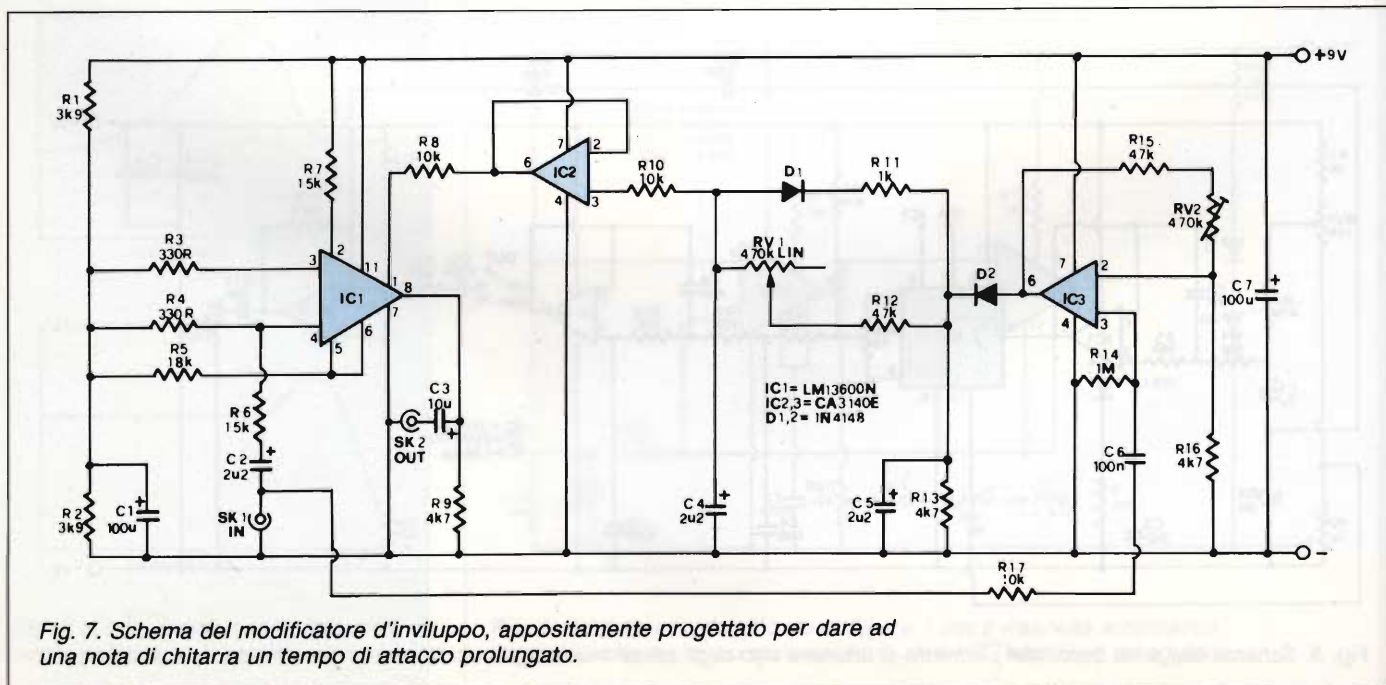 +9V
R1
3k9
R7
15k
R8
10k
6
7
2
IC2
4
3
R10
10k
D1
R11
1k
R15
47k
RV2
470k
R3
330R
3
2
11
R4
330R
IC1
1
8
4
7
6
5
R5
18k
RV 1
470k LIN
R12
47k
D2
6
7
2
IC3
4
3
C7
100u
R14
1M
R6
15k
C3
10u
SK2
OUT
IC1= LM13600N
IC2,3= CA3140E
D1,2= 1N4148
C2
2u2
R2
3k9
C1
100u
SK1
IN
R9
4k7
C4
2u2
C5
2u2
R13
4k7
C6
100n
R16
4k7
–
R17
10k
Fig. 7. Schema del modificatore d'inviluppo, appositamente progettato per dare ad
una nota di chitarra un tempo di attacco prolungato.